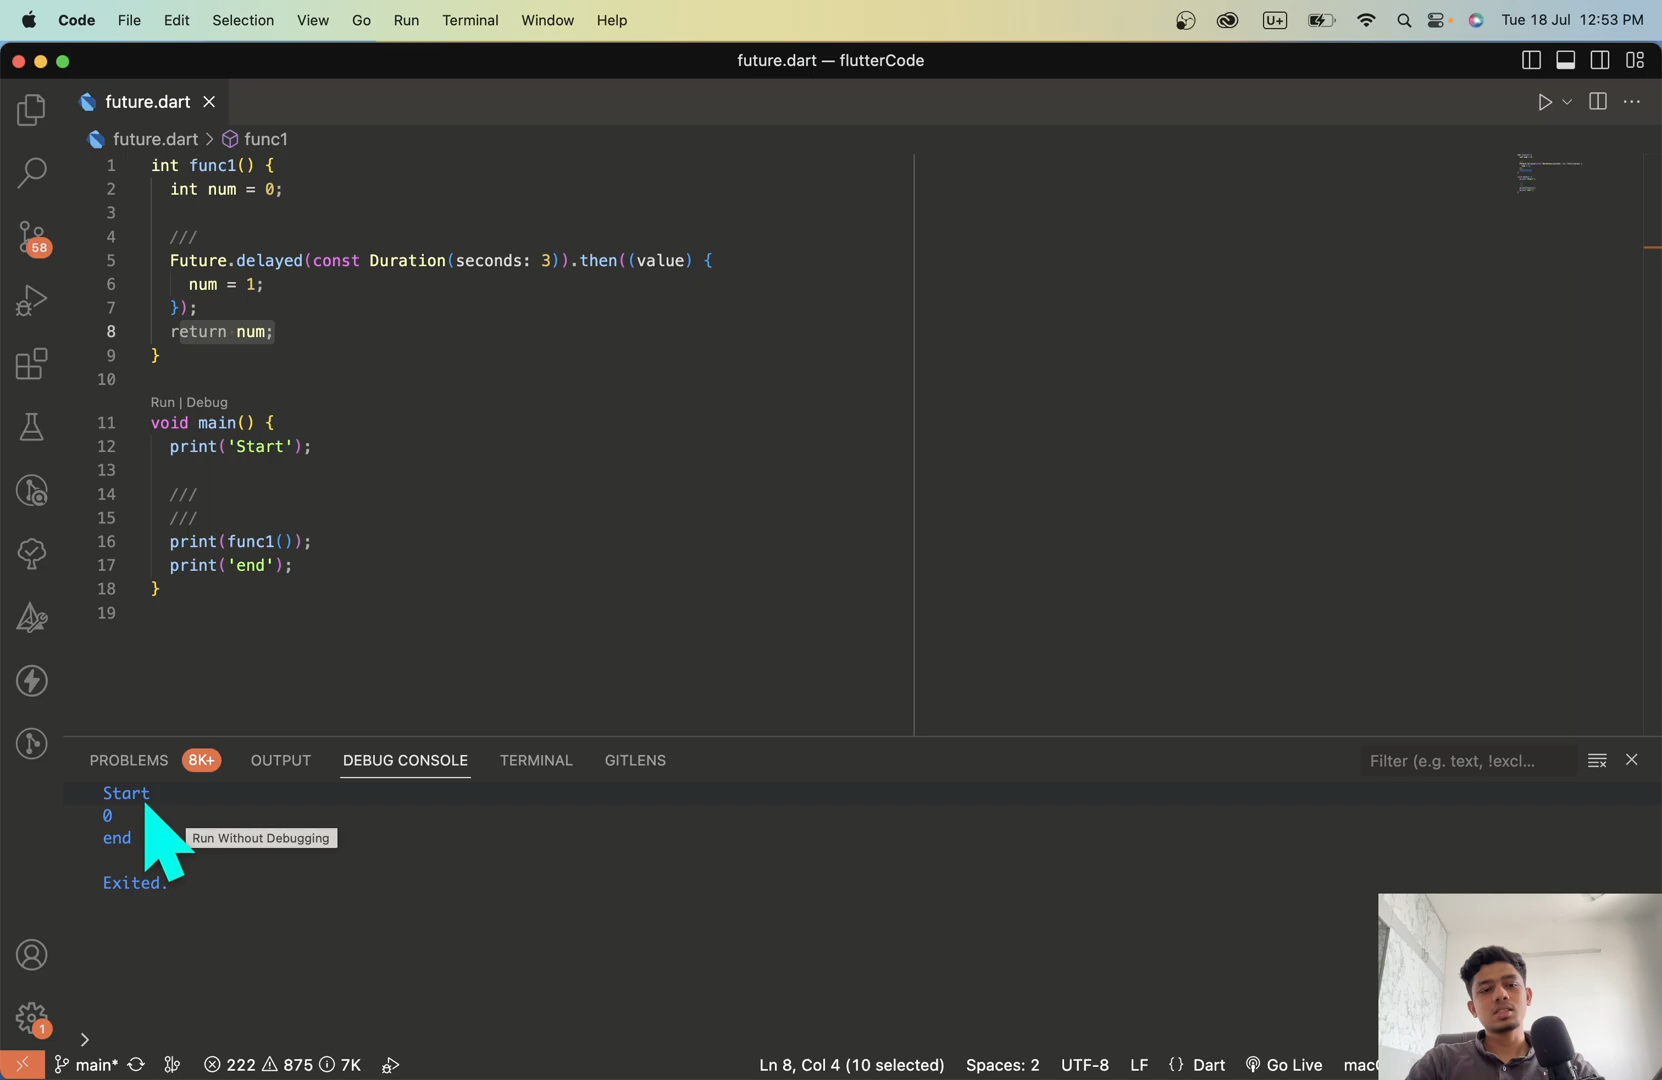 Code File Edit Selection View Go Run Terminal Window Help U+ Tue 18 Jul 12:53 PM
future.dart — flutterCode
future.dart
future.dart > func1
1 int func1() {
2 int num = 0;
3
4 ///
5 Future.delayed(const Duration(seconds: 3)).then((value) {
6 num = 1;
7 });
8 return num;
9 }
10
Run | Debug
11 void main() {
12 print('Start');
13
14 ///
15 ///
16 print(func1());
17 print('end');
18 }
19
58
PROBLEMS 8K+ OUTPUT DEBUG CONSOLE TERMINAL GITLENS Filter (e.g. text, !excl...
Start
0
end
Run Without Debugging
Exited.
>
1
main* 222 875 7K Ln 8, Col 4 (10 selected) Spaces: 2 UTF-8 LF {} Dart Go Live